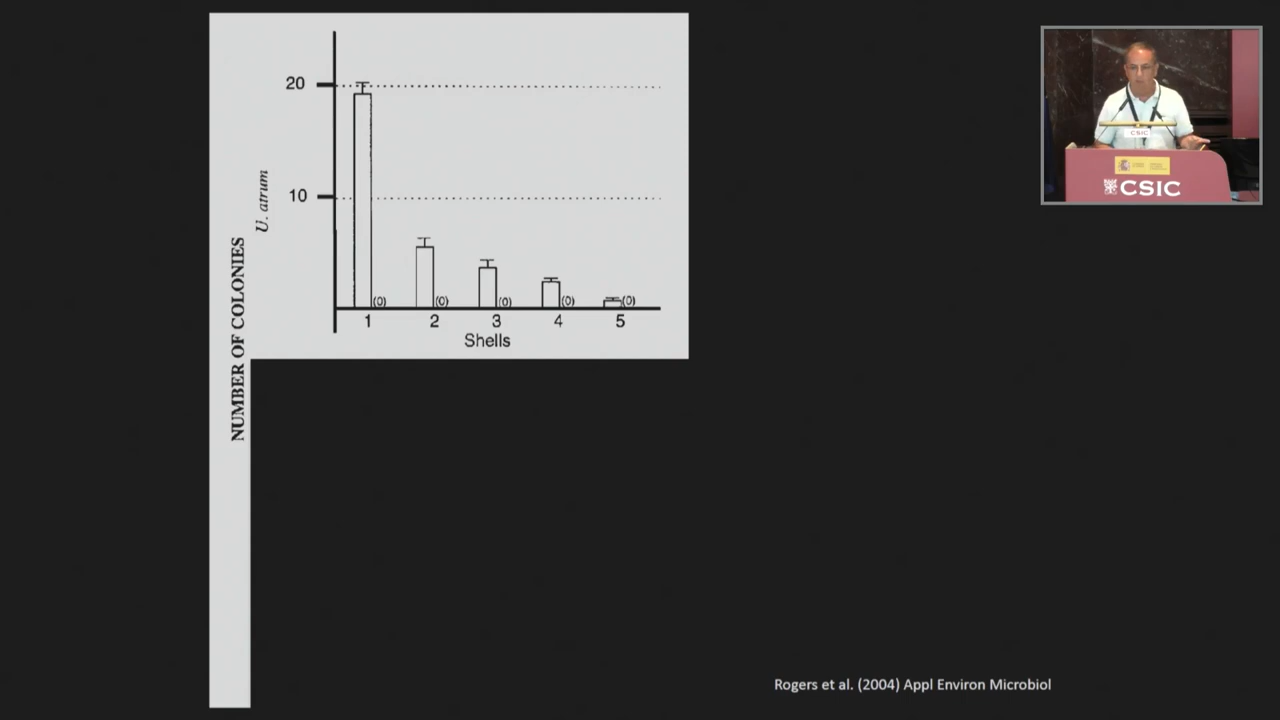 NUMBER OF COLONIES
U. atrum
20
10
(0) (0) (0) (0) (0)
1 2 3 4 5
Shells
CSIC
CSIC
Rogers et al. (2004) Appl Environ Microbiol